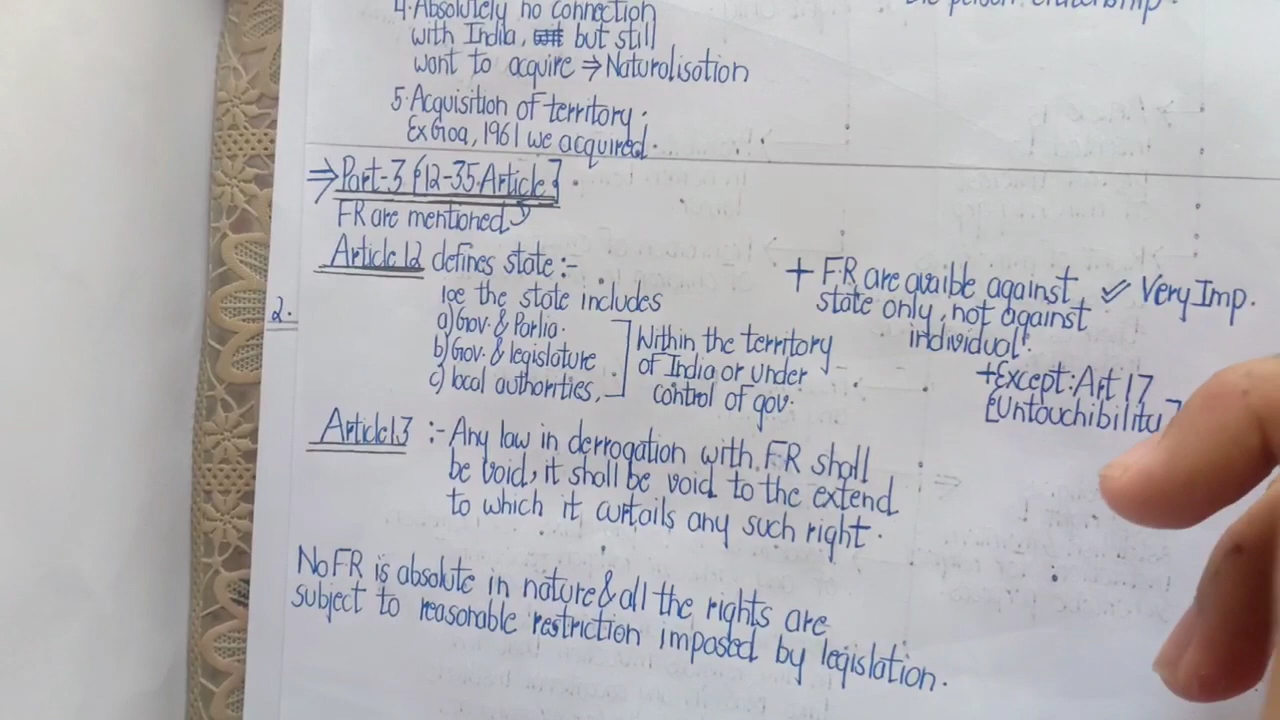 4. Absolutely no connection
with India, but still
want to acquire ⇒ Naturalisation
5. Acquisition of territory.
Ex Goa, 1961 we acquired.
⇒ Part-3 [12-35 Article]
FR are mentioned
Article 12 defines state :-
the state includes
a) Gov. & Parlia.
b) Gov. & legislature
c) local authorities,
Within the territory
of India or under
control of gov.
+ F.R are avaible against
state only, not against
individual!
✓ Very Imp.
+Except: Art 17
[Untouchibility]
2.
Article 13 :- Any law in derrogation with FR shall
be void, it shall be void to the extend
to which it curtails any such right.
No FR is absolute in nature & all the rights are
subject to reasonable restriction imposed by legislation.